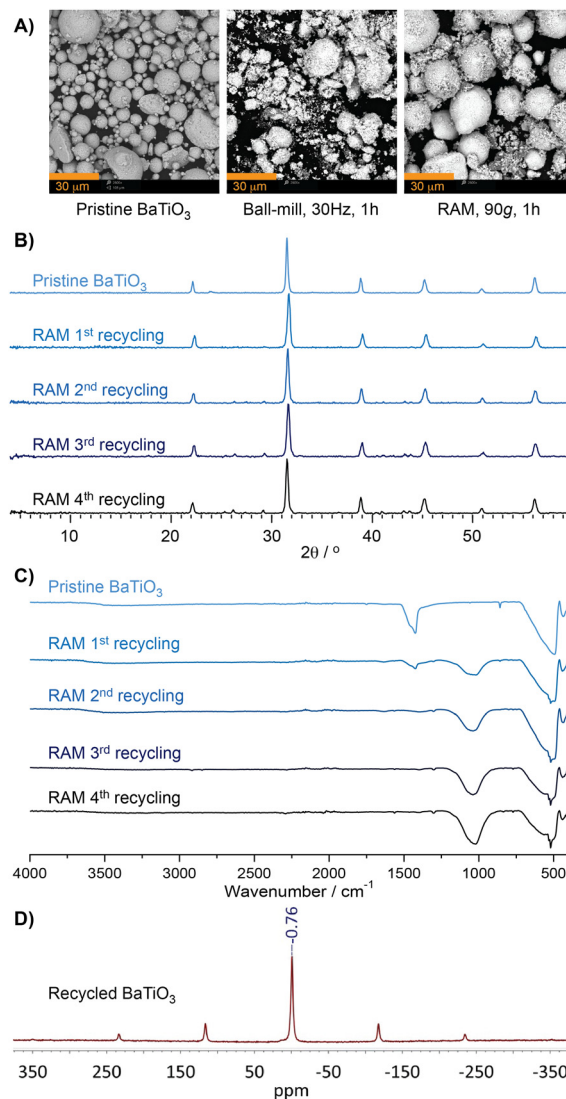 A)
30 μm
30 μm
30 μm
Pristine BaTiO3
Ball-mill, 30Hz, 1h
RAM, 90g, 1h
B)
Pristine BaTiO3
RAM 1st recycling
RAM 2nd recycling
RAM 3rd recycling
RAM 4th recycling
10 20 30 40 50
2θ / º
C)
Pristine BaTiO3
RAM 1st recycling
RAM 2nd recycling
RAM 3rd recycling
RAM 4th recycling
4000 3500 3000 2500 2000 1500 1000 500
Wavenumber / cm-1
D)
-0.76
Recycled BaTiO3
350 250 150 50 -50 -150 -250 -350
ppm